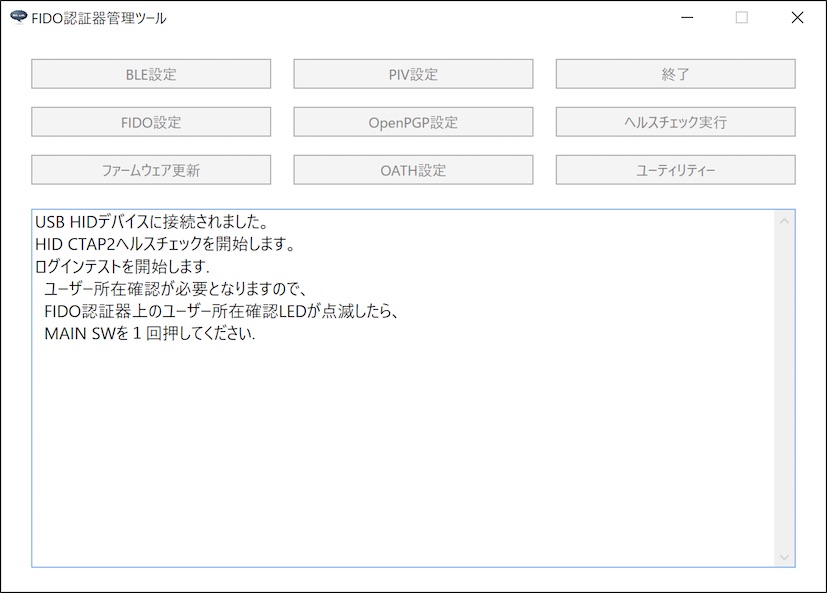 FIDO認証器管理ツール
BLE設定
PIV設定
終了
FIDO設定
OpenPGP設定
ヘルスチェック実行
ファームウェア更新
OATH設定
ユーティリティー
USB HIDデバイスに接続されました。
HID CTAP2ヘルスチェックを開始します。
ログインテストを開始します.
ユーザー所在確認が必要となりますので、
FIDO認証器上のユーザー所在確認LEDが点滅したら、
MAIN SWを１回押してください.